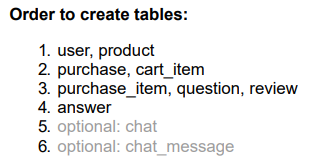 Order to create tables:
1. user, product
2. purchase, cart_item
3. purchase_item, question, review
4. answer
5. optional: chat
6. optional: chat_message